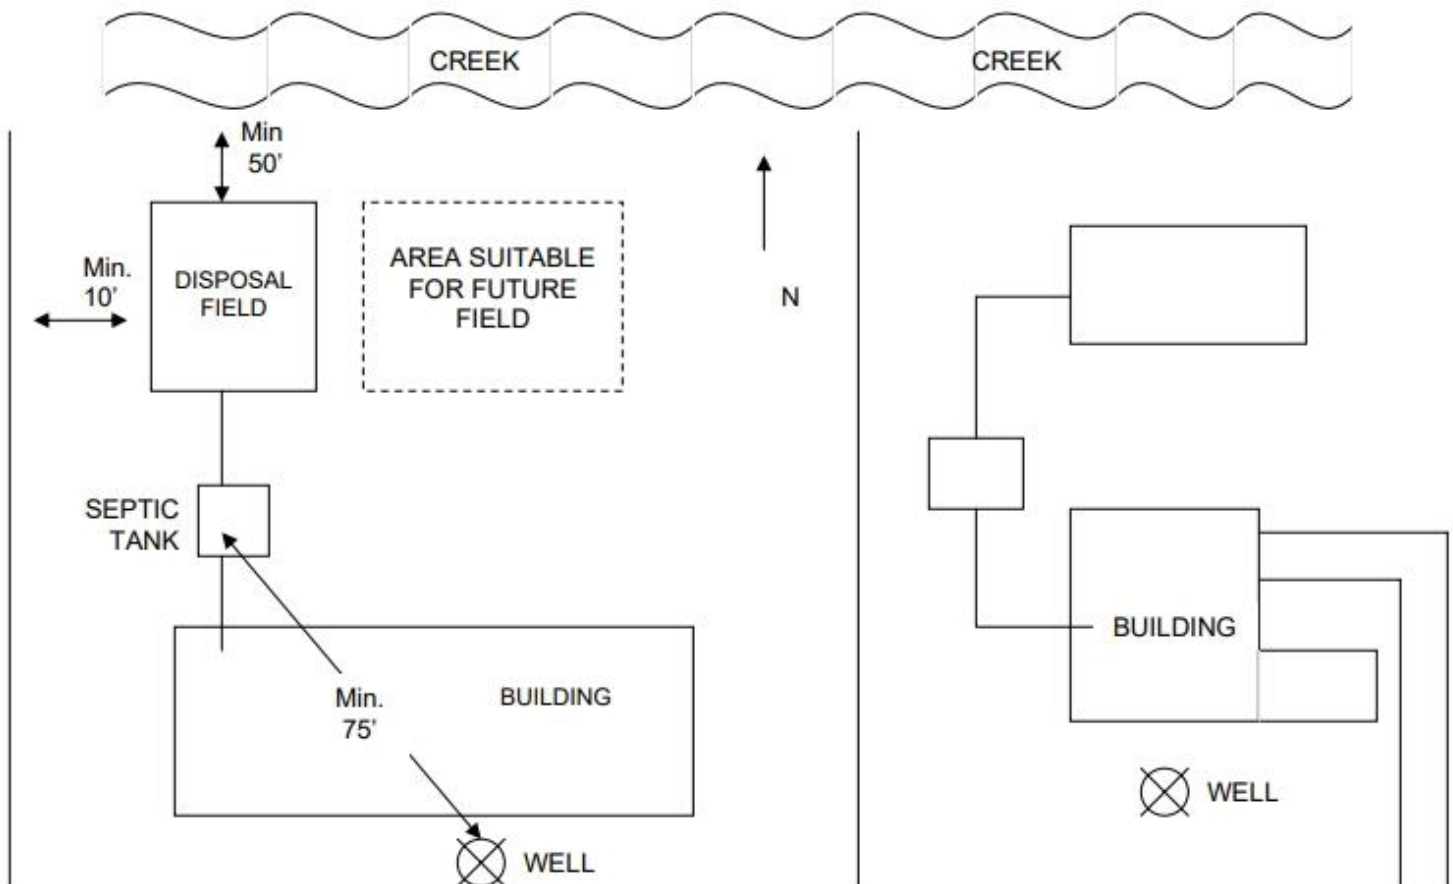 CREEK
CREEK
Min
50'
Min.
10'
DISPOSAL
FIELD
AREA SUITABLE
FOR FUTURE
FIELD
N
SEPTIC
TANK
Min.
75'
BUILDING
WELL
BUILDING
WELL